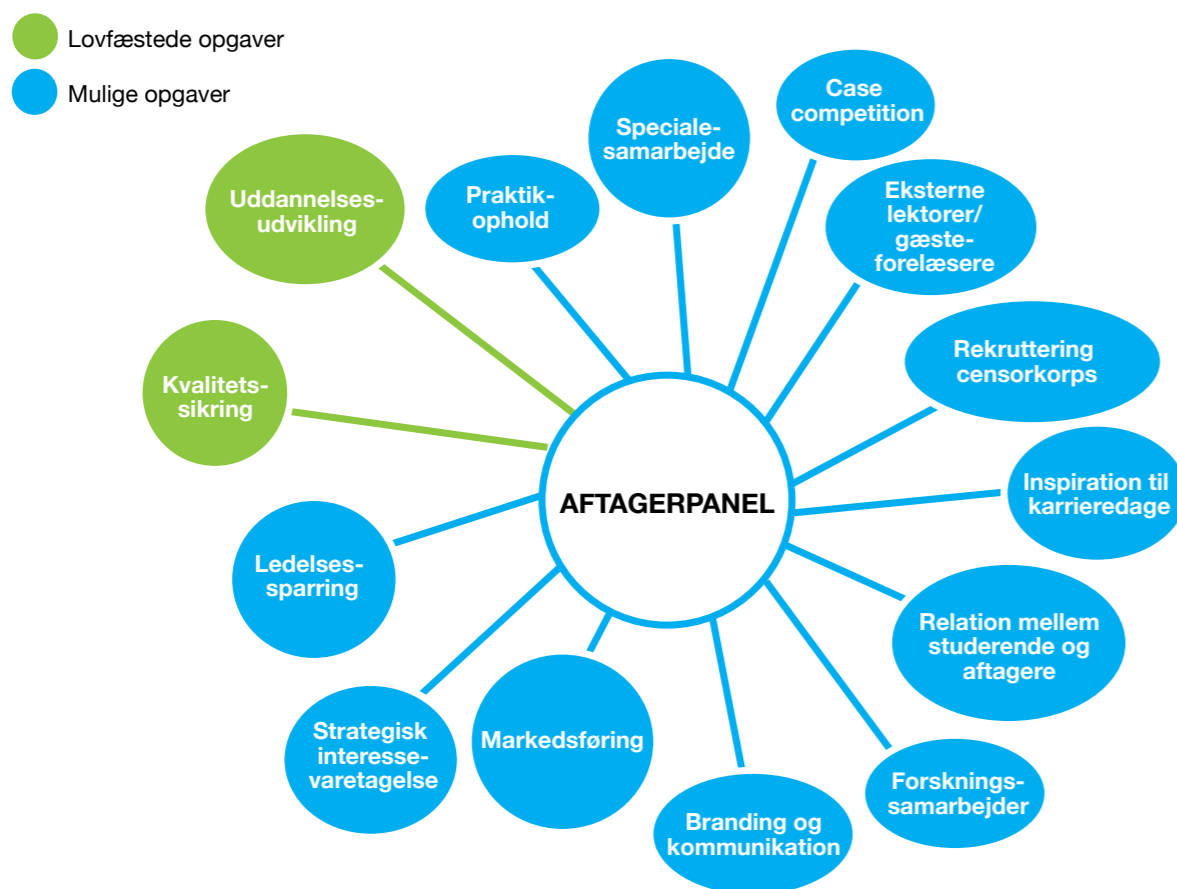 Lovfæstede opgaver
Mulige opgaver
Uddannelses-
udvikling
Praktik-
ophold
Speciale-
samarbejde
Case
competition
Eksterne
lektorer/
gæste-
forelæsere
Rekruttering
censorkorps
Inspiration til
karrieredage
Relation mellem
studerende og
aftagere
Forsknings-
samarbejder
Branding og
kommunikation
Markedsføring
Strategisk
interesse-
varetagelse
Ledelses-
sparring
Kvalitets-
sikring
AFTAGERPANEL